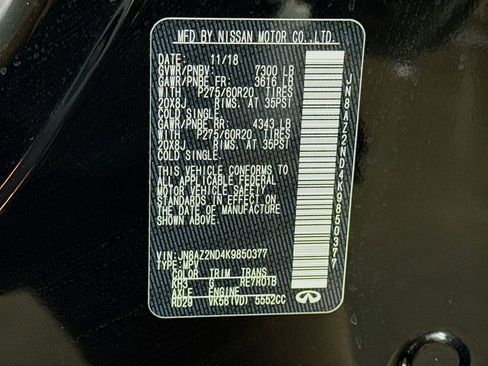 MFD BY NISSAN MOTOR CO.,LTD.
DATE: 11/18
GVWR/PNBV: 7300 LB
GAWR/PNBE FR: 3616 LB
WITH P275/60R20 TIRES
20X8J RIMS, AT 35PSI
COLD SINGLE.
GAWR/PNBE RR 4343 LB
WITH P275/60R20 TIRES
20X8J RIMS, AT 35PSI
COLD SINGLE.
THIS VEHICLE CONFORMS TO
ALL APPLICABLE FEDERAL
MOTOR VEHICLE SAFETY
STANDARDS IN EFFECT ON
THE DATE OF MANUFACTURE
SHOWN ABOVE.
VIN: JN8AZ2ND4K9850377
TYPE: MPV
COLOR TRIM TRANS
KH3 G RE7R01B
AXLE ENGINE
RD29 VK56(VD) 5552CC
JN8AZ2ND4K9850377
INFINITI